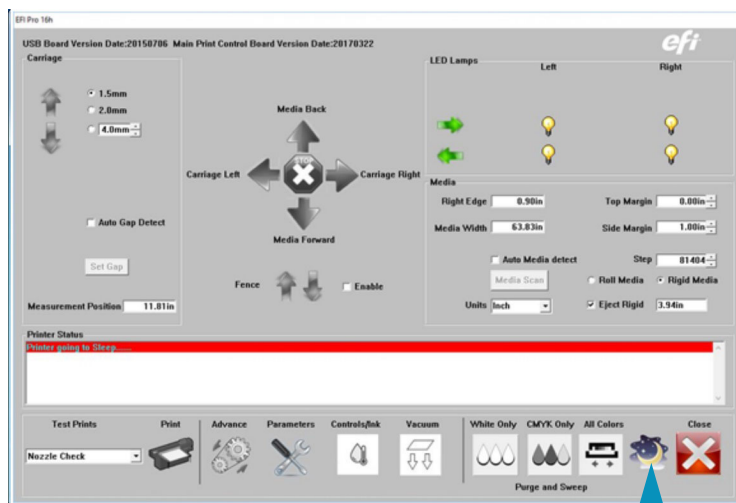 EFI Pro 16h
USB Board Version Date:20150706 Main Print Control Board Version Date:20170322
efi
Carriage
1.5mm
2.0mm
4.0mm
Auto Gap Detect
Set Gap
Measurement Position 11.81in
Media Back
Carriage Left
STOP
Carriage Right
Media Forward
Fence
Enable
LED Lamps
Left Right
Media
Right Edge 0.90in Top Margin 0.00in
Media Width 63.83in Side Margin 1.00in
Auto Media detect Step 81404
Media Scan Roll Media Rigid Media
Units Inch Eject Rigid 3.94in
Printer Status
Printer going to Sleep......
Test Prints Print Advance Parameters Controls/Ink Vacuum White Only CMYK Only All Colors Close
Nozzle Check
Purge and Sweep